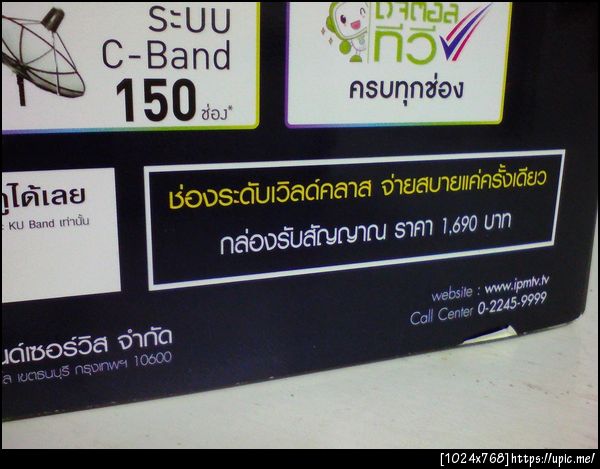 ระบบ
C-Band
150 ช่อง*
ดิจิตอล
ทีวี
ครบทุกช่อง
ได้เลย
KU Band เท่านั้น
ช่องระดับเวิลด์คลาส จ่ายสบายแค่ครั้งเดียว
กล่องรับสัญญาณ ราคา 1,690 บาท
website : www.ipmtv.tv
Call Center 0-2245-9999
นด์เซอร์วิส จำกัด
เขตธนบุรี กรุงเทพฯ 10600
[1024x768]https://upic.me/